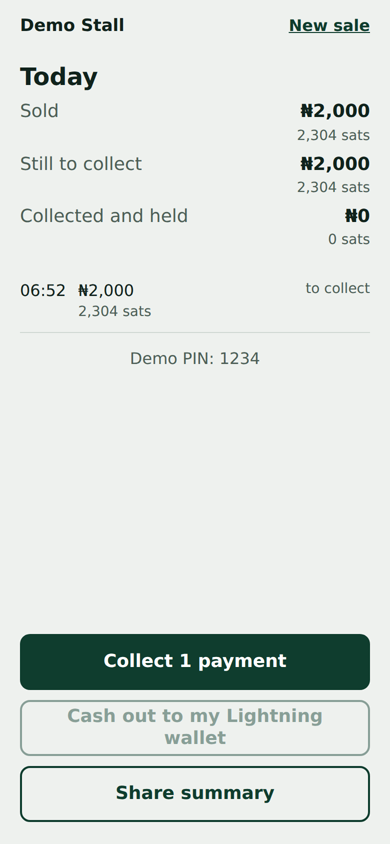 Demo Stall
New sale
Today
Sold
₦2,000
2,304 sats
Still to collect
₦2,000
2,304 sats
Collected and held
₦0
0 sats
06:52 ₦2,000
to collect
2,304 sats
Demo PIN: 1234
Collect 1 payment
Cash out to my Lightning
wallet
Share summary